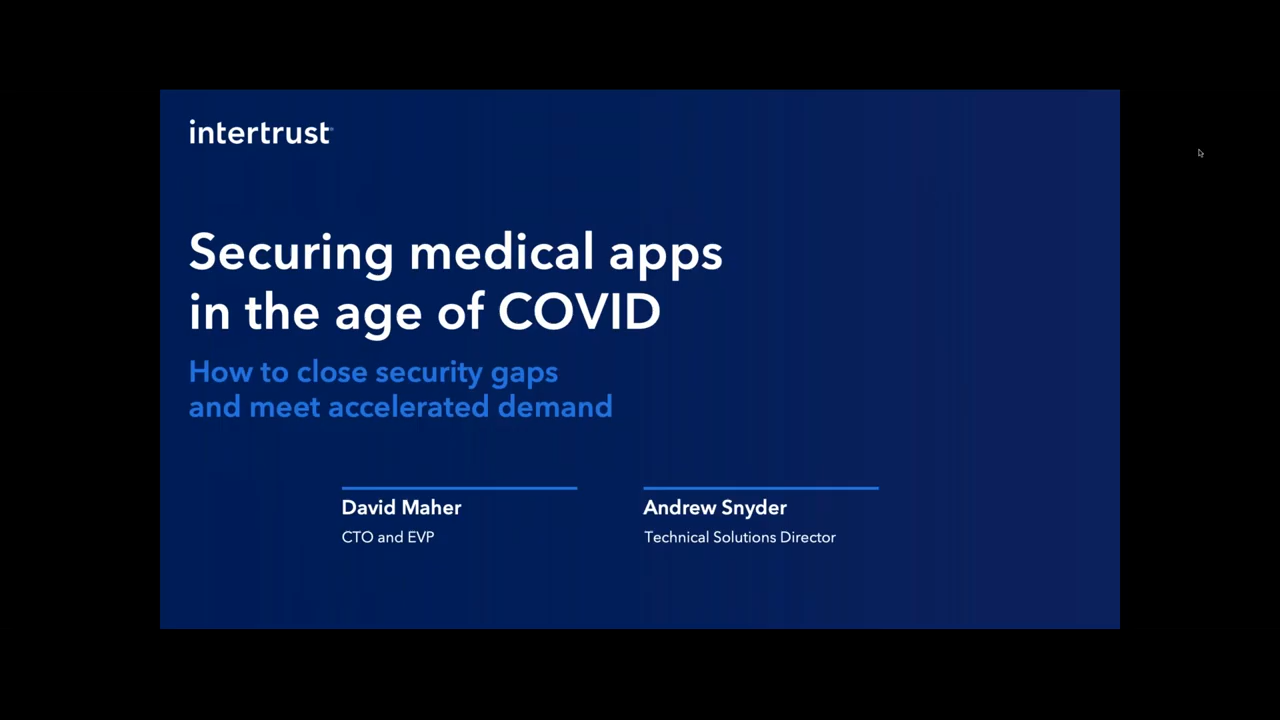 intertrust
Securing medical apps
in the age of COVID
How to close security gaps
and meet accelerated demand
David Maher
CTO and EVP
Andrew Snyder
Technical Solutions Director